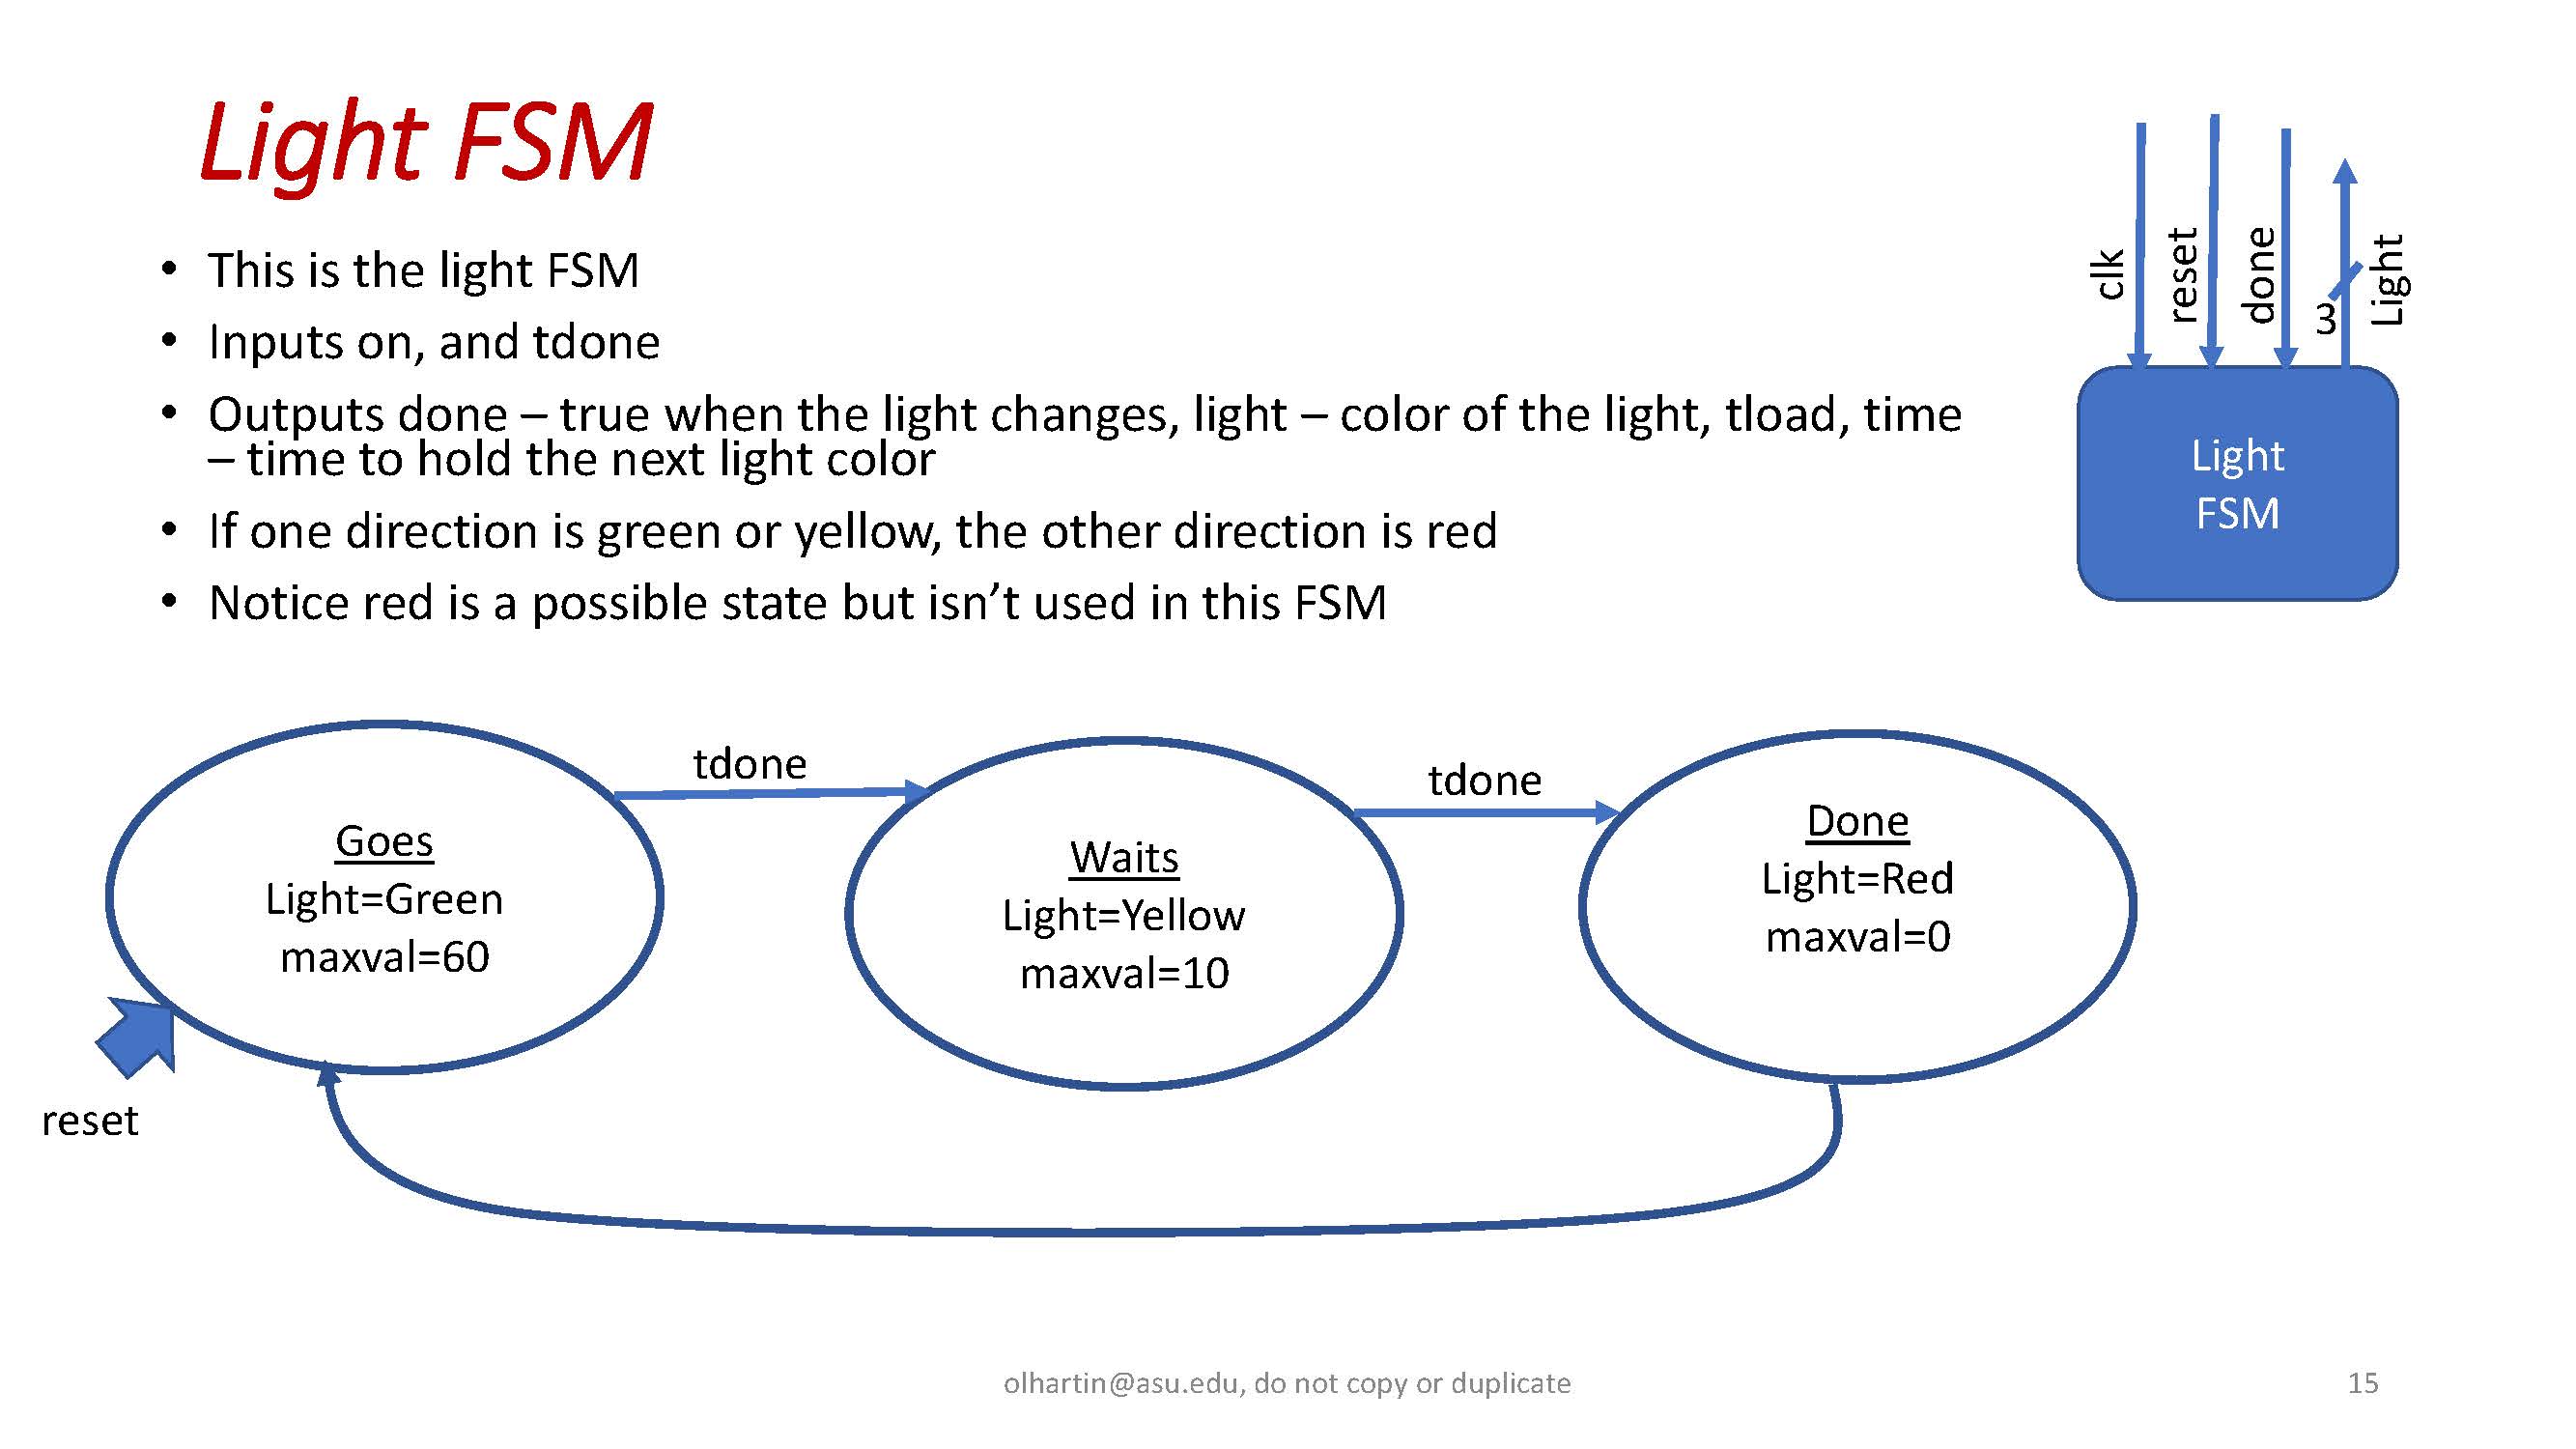 Light FSM
• This is the light FSM
• Inputs on, and tdone
• Outputs done – true when the light changes, light – color of the light, tload, time
– time to hold the next light color
• If one direction is green or yellow, the other direction is red
• Notice red is a possible state but isn’t used in this FSM
clk
reset
done
3
Light
Light
FSM
Goes
Light=Green
maxval=60
tdone
Waits
Light=Yellow
maxval=10
tdone
Done
Light=Red
maxval=0
reset
olhartin@asu.edu, do not copy or duplicate
15